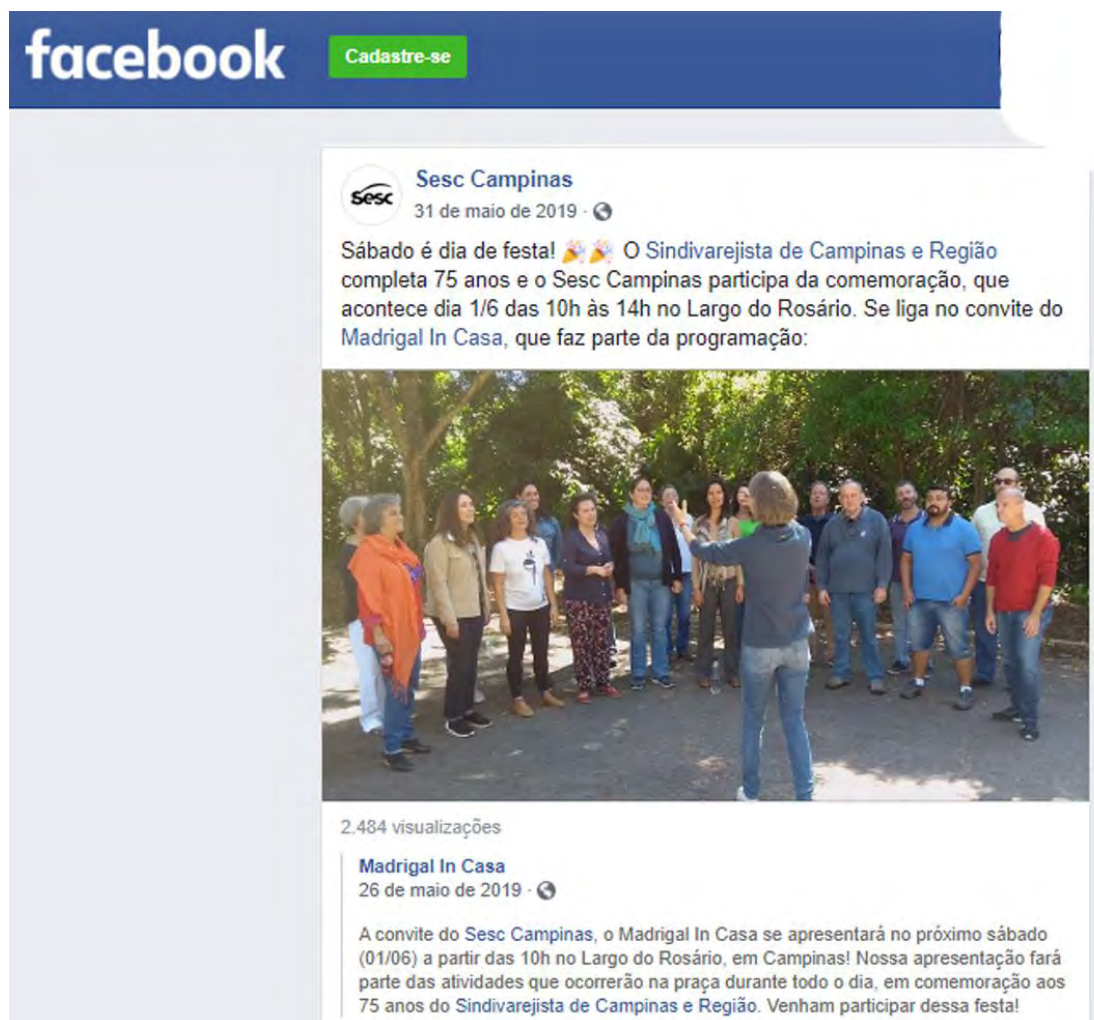 facebook
Cadastre-se
Sesc
Sesc Campinas
31 de maio de 2019 ·
Sábado é dia de festa! 🎉🎉 O Sindivarejista de Campinas e Região
completa 75 anos e o Sesc Campinas participa da comemoração, que
acontece dia 1/6 das 10h às 14h no Largo do Rosário. Se liga no convite do
Madrigal In Casa, que faz parte da programação:
2.484 visualizações
Madrigal In Casa
26 de maio de 2019 ·
A convite do Sesc Campinas, o Madrigal In Casa se apresentará no próximo sábado
(01/06) a partir das 10h no Largo do Rosário, em Campinas! Nossa apresentação fará
parte das atividades que ocorrerão na praça durante todo o dia, em comemoração aos
75 anos do Sindivarejista de Campinas e Região. Venham participar dessa festa!